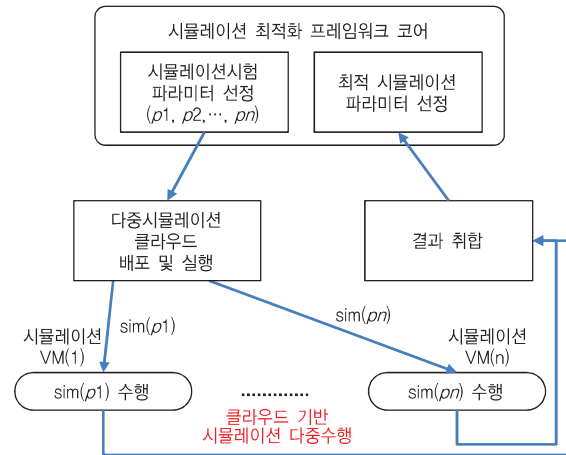 시뮬레이션 최적화 프레임워크 코어
시뮬레이션시험
파라미터 선정
(p1, p2,…, pn)
최적 시뮬레이션
파라미터 선정
다중시뮬레이션
클라우드
배포 및 실행
결과 취합
sim(p1)
sim(pn)
시뮬레이션
VM(1)
시뮬레이션
VM(n)
sim(p1) 수행
sim(pn) 수행
클라우드 기반
시뮬레이션 다중수행